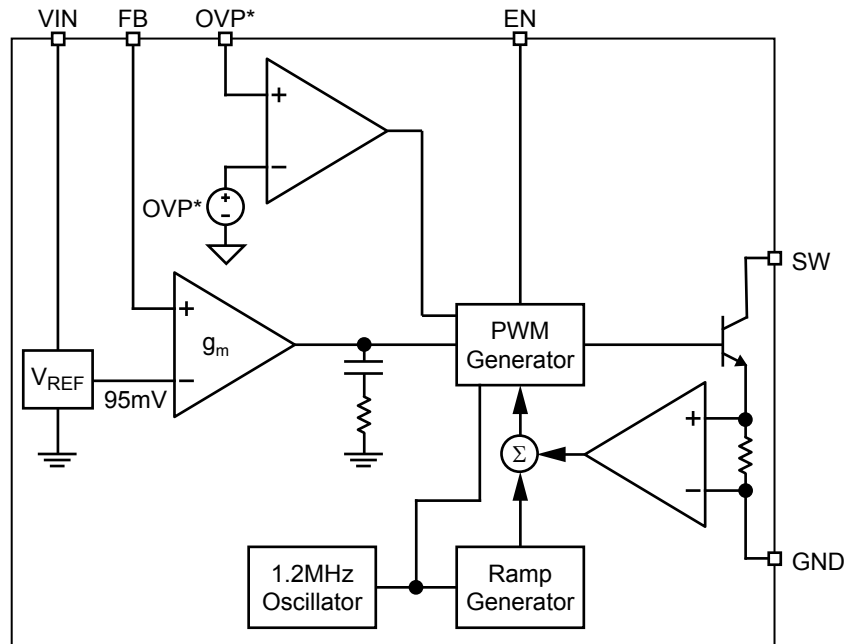 VIN
FB
OVP*
EN
+
−
OVP*
+
−
SW
+
gm
−
VREF
95mV
PWM
Generator
+
−
Σ
GND
1.2MHz
Oscillator
Ramp
Generator